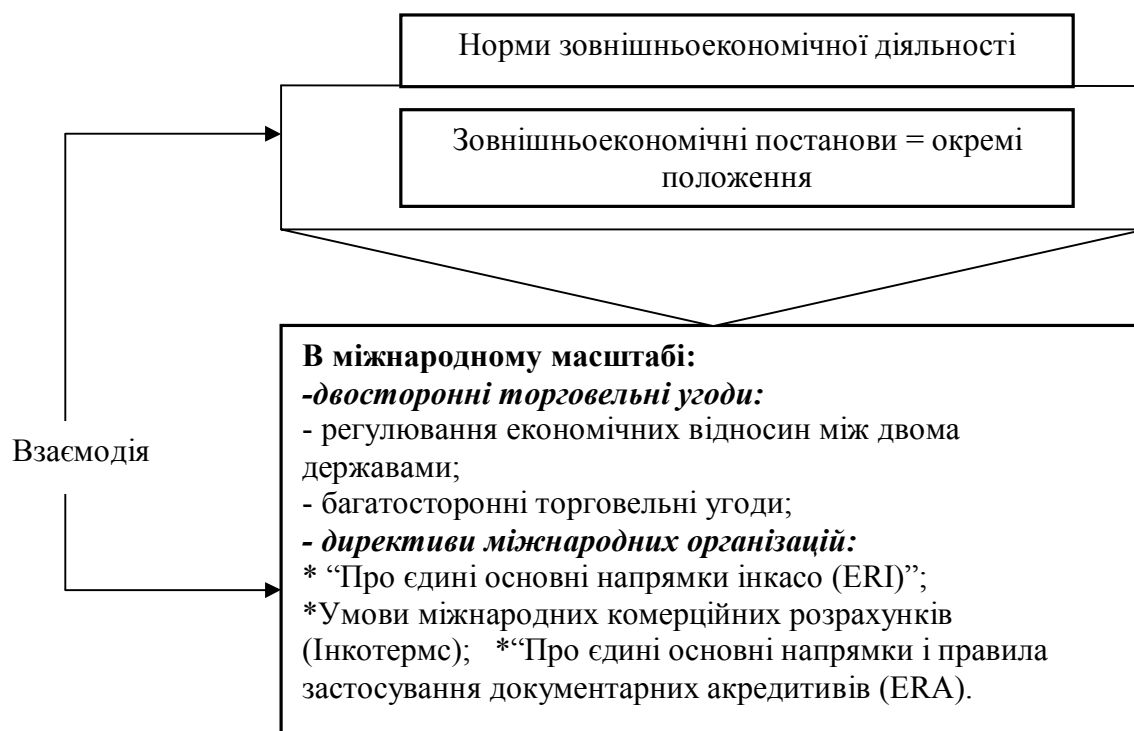 Норми зовнішньоекономічної діяльності
Зовнішньоекономічні постанови = окремі
положення
Взаємодія
В міжнародному масштабі:
-двосторонні торговельні угоди:
- регулювання економічних відносин між двома
державами;
- багатосторонні торговельні угоди;
- директиви міжнародних організацій:
* “Про єдині основні напрямки інкасо (ERI)”;
*Умови міжнародних комерційних розрахунків
(Інкотермс);   *“Про єдині основні напрямки і правила
застосування документарних акредитивів (ERA).